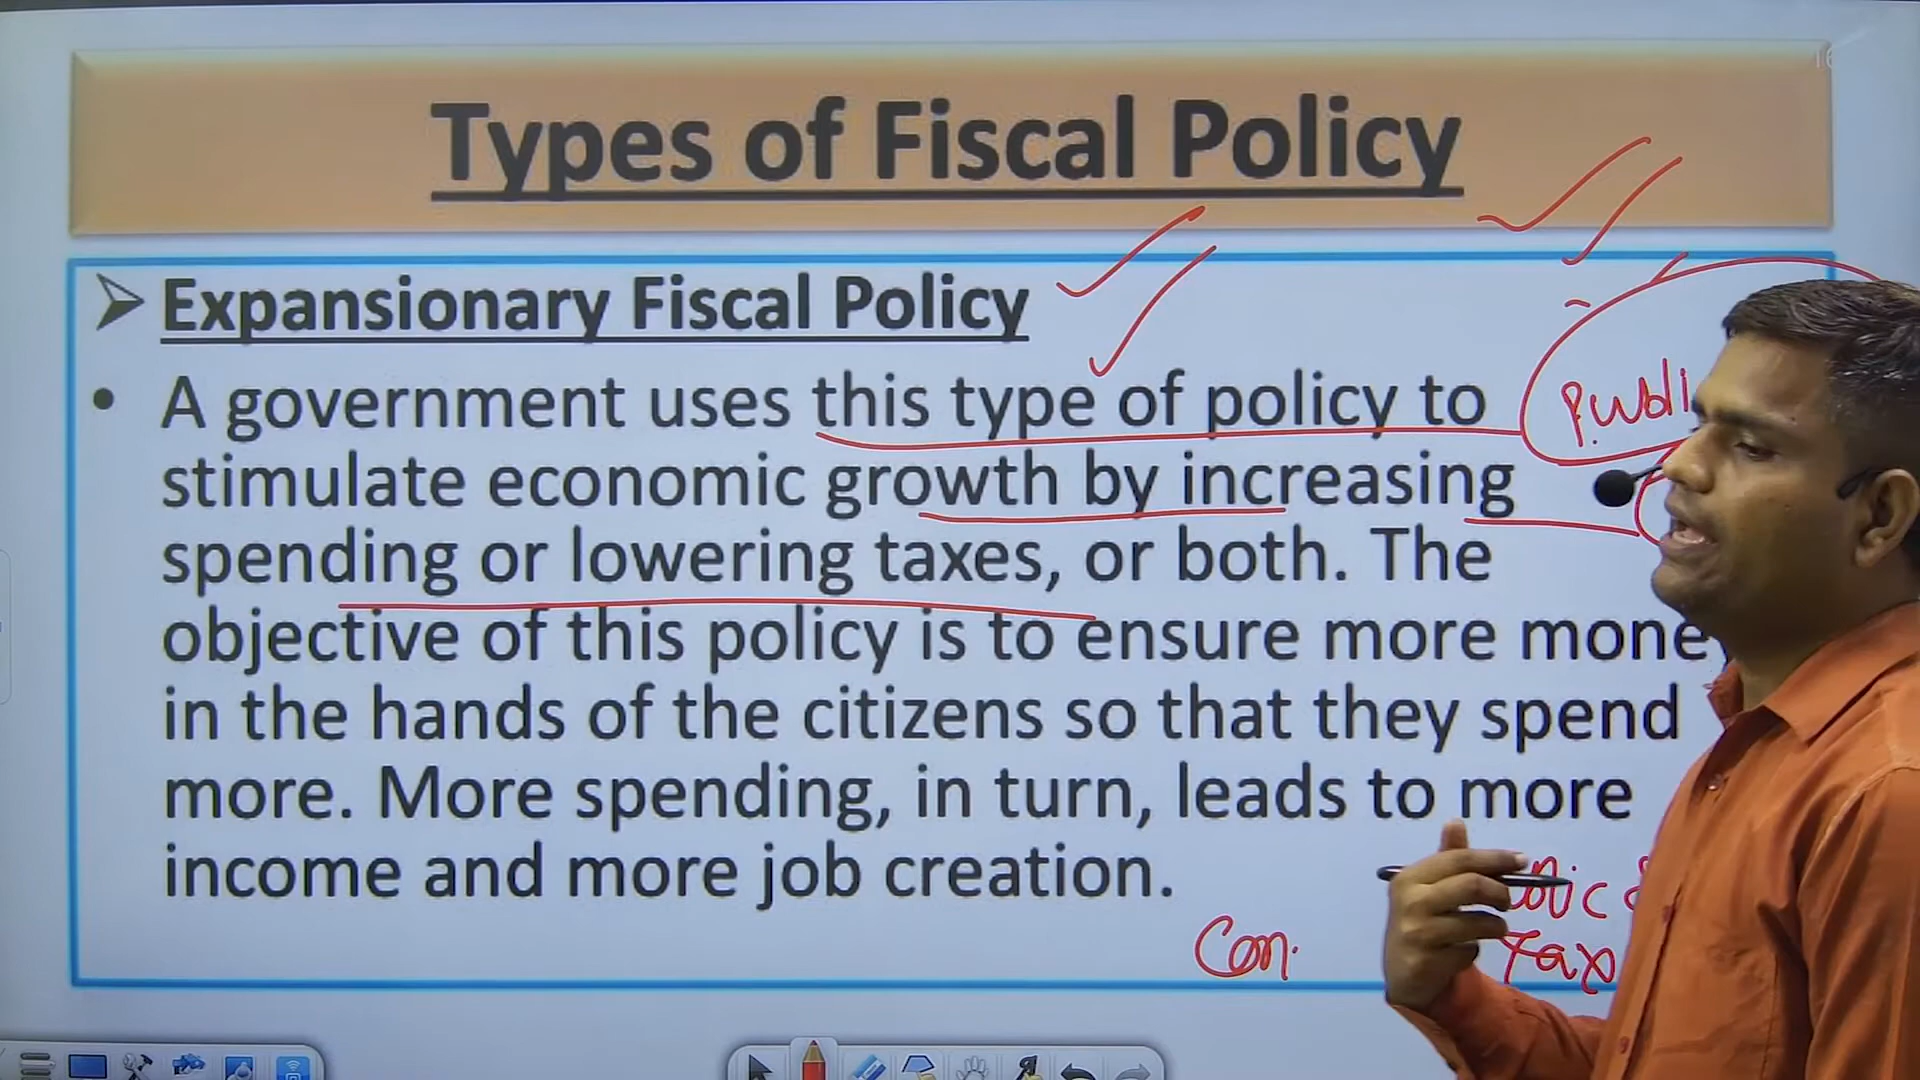 Types of Fiscal Policy
Expansionary Fiscal Policy
• A government uses this type of policy to
stimulate economic growth by increasing
spending or lowering taxes, or both. The
objective of this policy is to ensure more mone
in the hands of the citizens so that they spend
more. More spending, in turn, leads to more
income and more job creation.
Publi
Con.
Tax
16